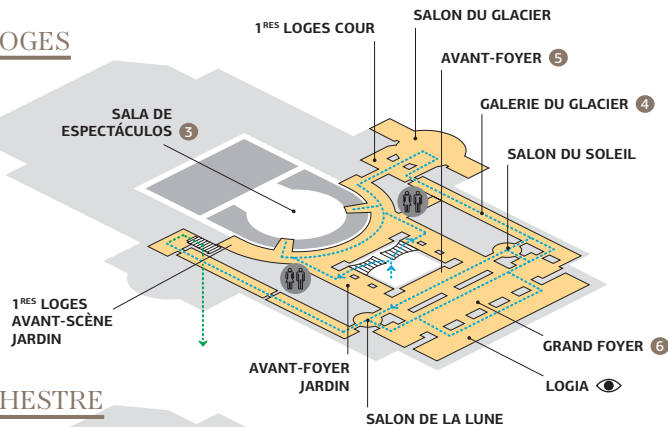 OGES
1RES LOGES COUR
SALON DU GLACIER
AVANT-FOYER 5
SALA DE
ESPECTÁCULOS 3
GALERIE DU GLACIER 4
SALON DU SOLEIL
1RES LOGES
AVANT-SCÈNE
JARDIN
AVANT-FOYER
JARDIN
GRAND FOYER 6
LOGIA
SALON DE LA LUNE
HESTRE